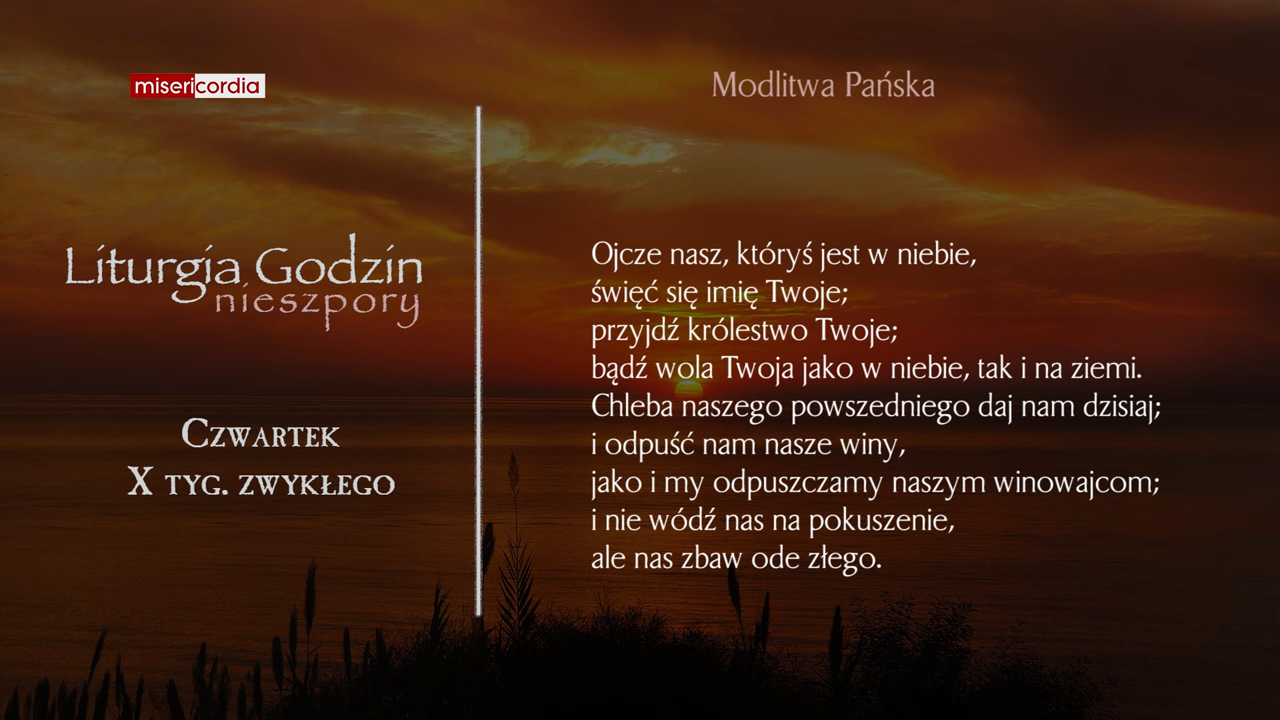 misericordia
Modlitwa Pańska
Liturgia Godzin
nieszpory
Czwartek
X tyg. zwykłego
Ojcze nasz, któryś jest w niebie,
święć się imię Twoje;
przyjdź królestwo Twoje;
bądź wola Twoja jako w niebie, tak i na ziemi.
Chleba naszego powszedniego daj nam dzisiaj;
i odpuść nam nasze winy,
jako i my odpuszczamy naszym winowajcom;
i nie wódź nas na pokuszenie,
ale nas zbaw ode złego.